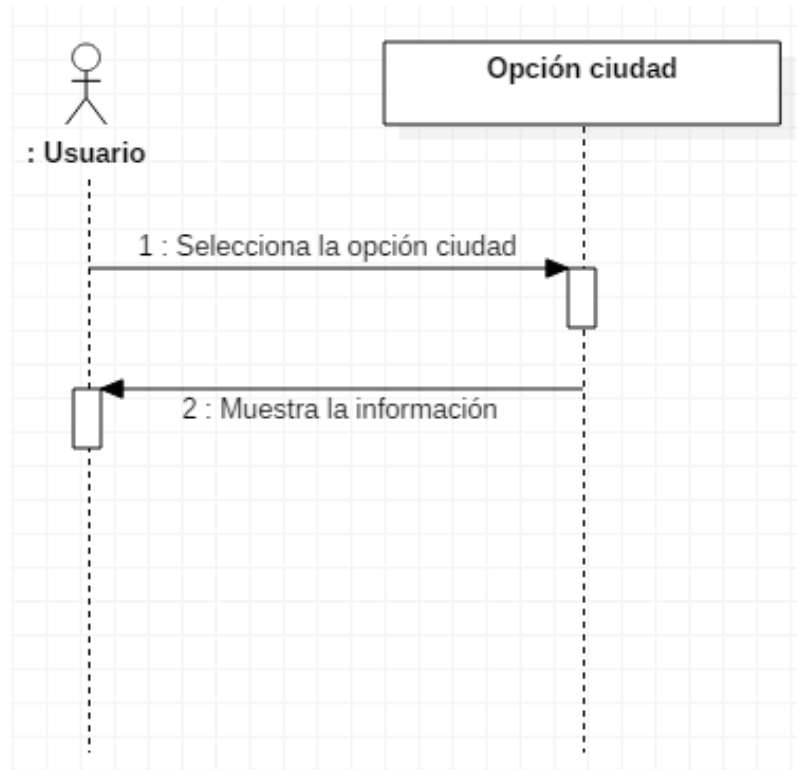 Opción ciudad
: Usuario
1 : Selecciona la opción ciudad
2 : Muestra la información